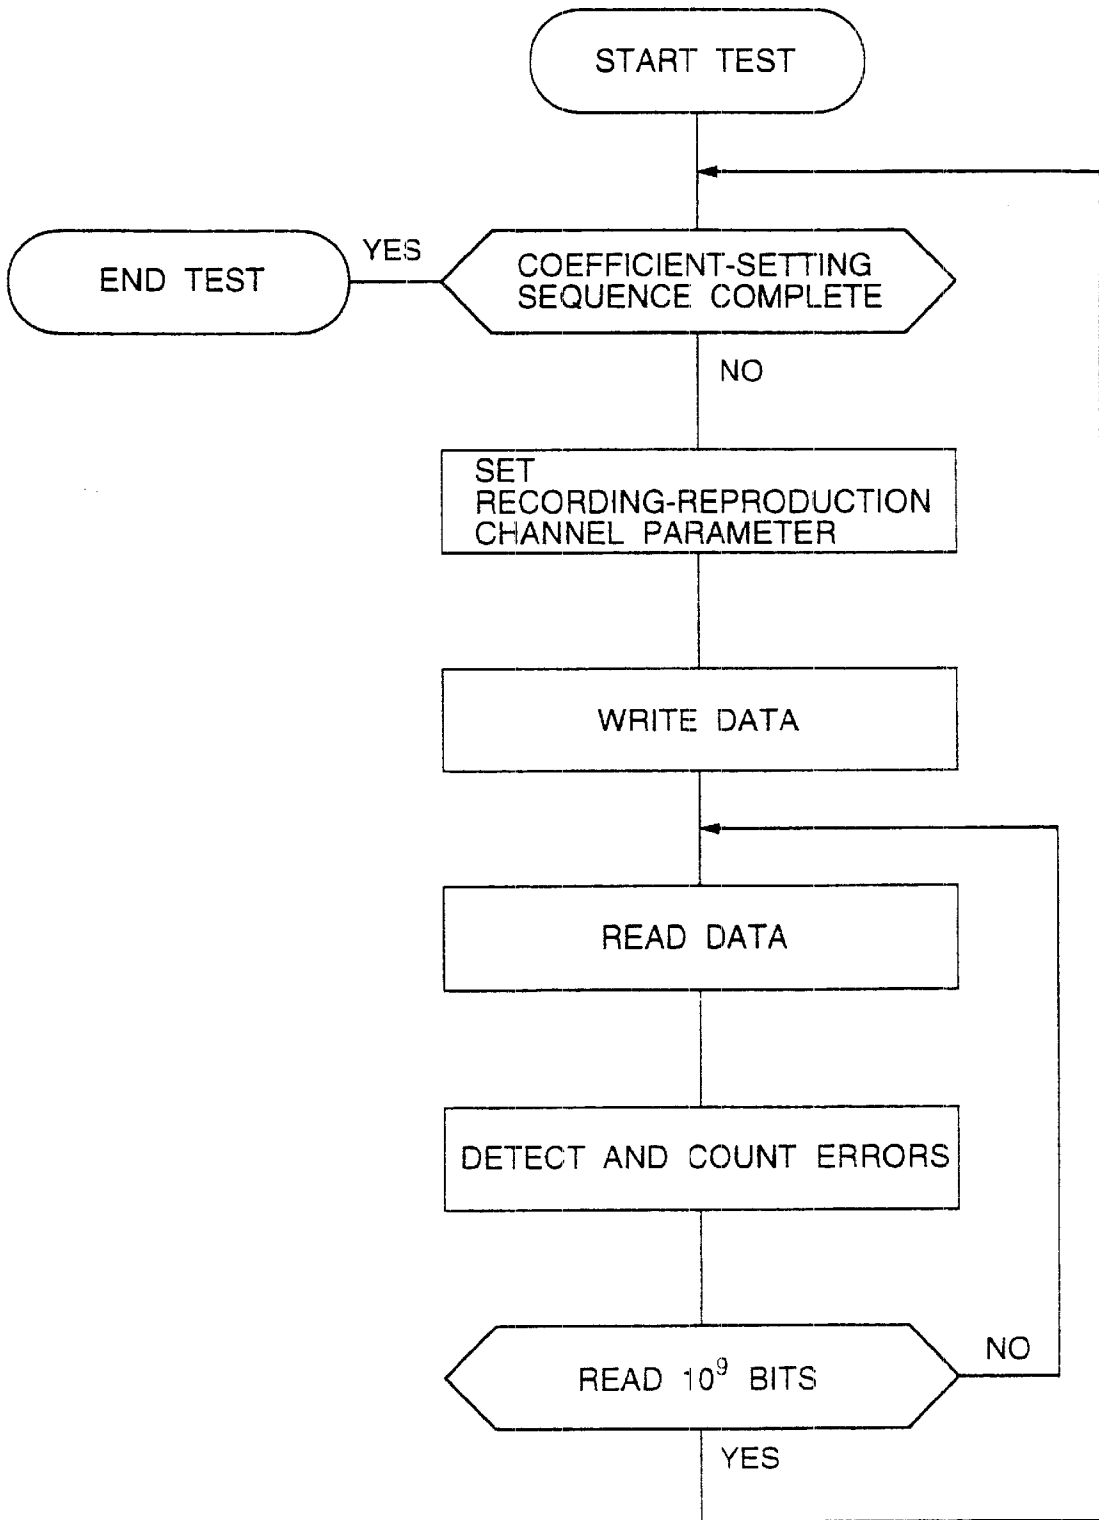 START TEST
YES
END TEST
COEFFICIENT-SETTING
SEQUENCE COMPLETE
NO
SET
RECORDING-REPRODUCTION
CHANNEL PARAMETER
WRITE DATA
READ DATA
DETECT AND COUNT ERRORS
NO
READ 10⁹ BITS
YES